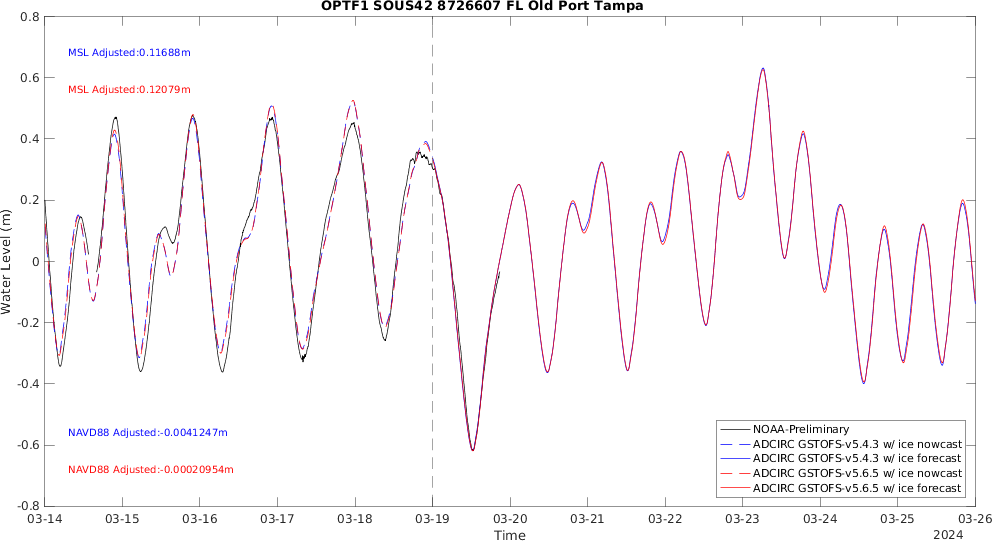 OPTF1 SOUS42 8726607 FL Old Port Tampa
0.8
0.6
0.4
0.2
0
-0.2
-0.4
-0.6
-0.8
Water Level (m)
MSL Adjusted:0.11688m
MSL Adjusted:0.12079m
NAVD88 Adjusted:-0.0041247m
NAVD88 Adjusted:-0.00020954m
NOAA-Preliminary
ADCIRC GSTOFS-v5.4.3 w/ ice nowcast
ADCIRC GSTOFS-v5.4.3 w/ ice forecast
ADCIRC GSTOFS-v5.6.5 w/ ice nowcast
ADCIRC GSTOFS-v5.6.5 w/ ice forecast
03-14 03-15 03-16 03-17 03-18 03-19 03-20 03-21 03-22 03-23 03-24 03-25 03-26
Time
2024